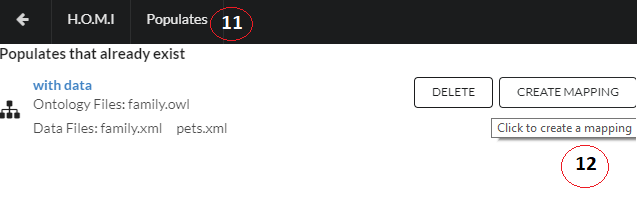 H.O.M.I Populates 11
Populates that already exist
with data
Ontology Files: family.owl
Data Files: family.xml pets.xml
DELETE CREATE MAPPING
Click to create a mapping
12